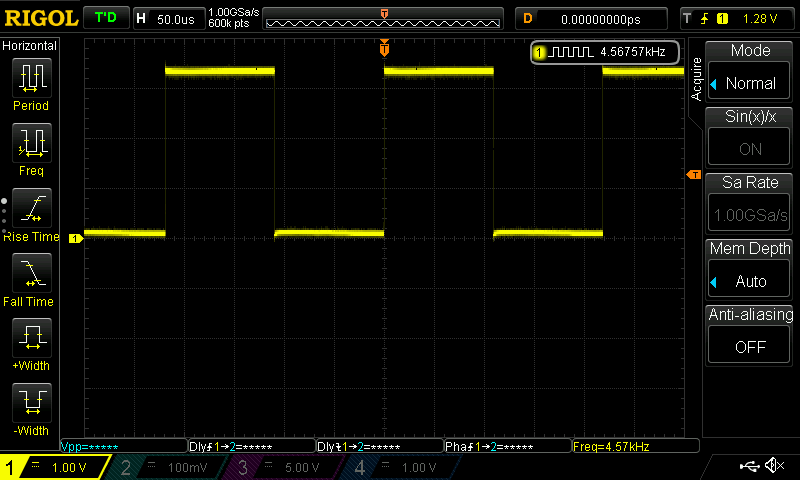 RIGOL T'D H 50.0us 1.00GSa/s 600k pts T D 0.00000000ps T 1 1.28 V
Horizontal
Period
Freq
Rise Time
Fall Time
+Width
-Width
T
1 4.56757kHz
T
1
Acquire
Mode
Normal
Sin(x)/x
ON
Sa Rate
1.00GSa/s
Mem Depth
Auto
Anti-aliasing
OFF
Vpp=***** Dly1→2=***** Dly1→2=***** Pha1→2=***** Freq=4.57kHz
1 1.00 V 2 100mV 3 5.00 V 4 1.00 V